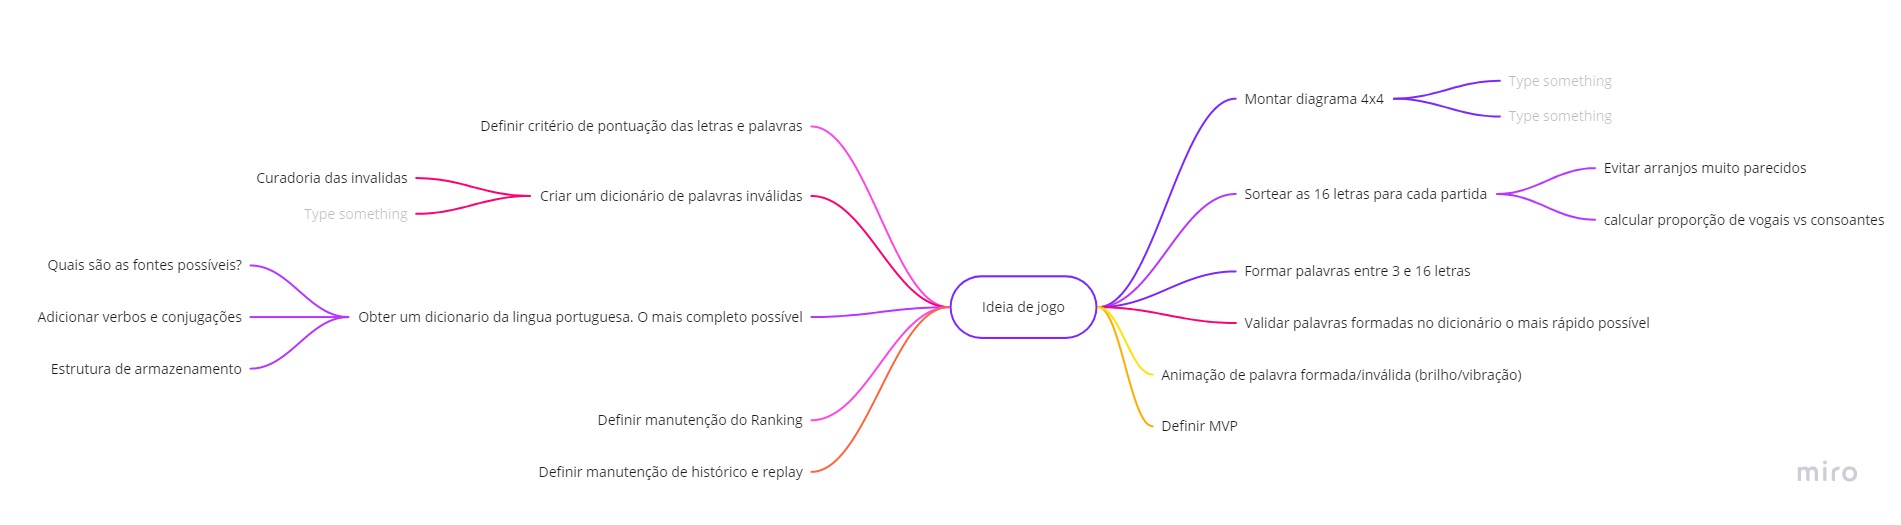 Definir critério de pontuação das letras e palavras
Curadoria das invalidas
Type something
Criar um dicionário de palavras inválidas
Quais são as fontes possíveis?
Adicionar verbos e conjugações
Estrutura de armazenamento
Obter um dicionario da lingua portuguesa. O mais completo possível
Definir manutenção do Ranking
Definir manutenção de histórico e replay
Ideia de jogo
Montar diagrama 4x4
Type something
Type something
Sortear as 16 letras para cada partida
Evitar arranjos muito parecidos
calcular proporção de vogais vs consoantes
Formar palavras entre 3 e 16 letras
Validar palavras formadas no dicionário o mais rápido possível
Animação de palavra formada/inválida (brilho/vibração)
Definir MVP
miro